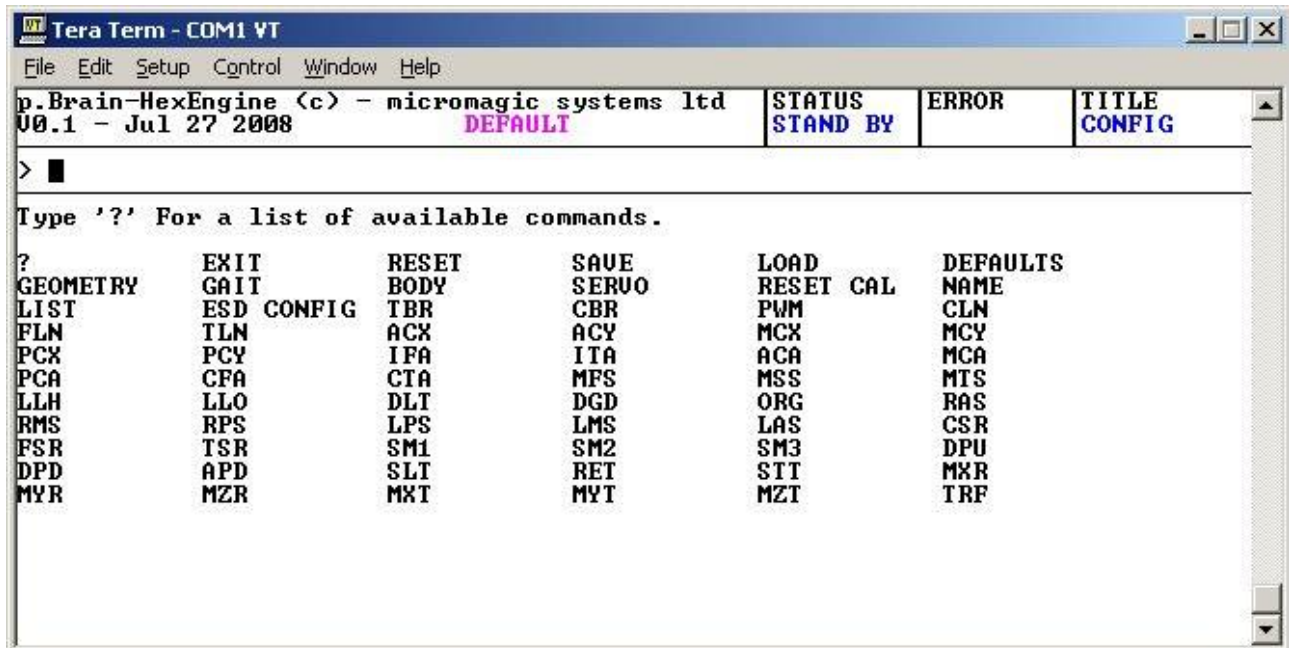 Tera Term - COM1 VT
File Edit Setup Control Window Help
p.Brain-HexEngine (c) - micromagic systems ltd STATUS ERROR TITLE
V0.1 - Jul 27 2008 DEFAULT STAND BY CONFIG
>
Type '?' For a list of available commands.
? EXIT RESET SAVE LOAD DEFAULTS
GEOMETRY GAIT BODY SERVO RESET CAL NAME
LIST ESD CONFIG TBR CBR PWM CLN
FLN TLN ACX ACY MCX MCY
PCX PCY IFA ITA ACA MCA
PCA CFA CTA MFS MSS MTS
LLH LLO DLT DGD ORG RAS
RMS RPS LPS LMS LAS CSR
FSR TSR SM1 SM2 SM3 DPU
DPD APD SLT RET STT MXR
MYR MZR MXT MYT MZT TRF